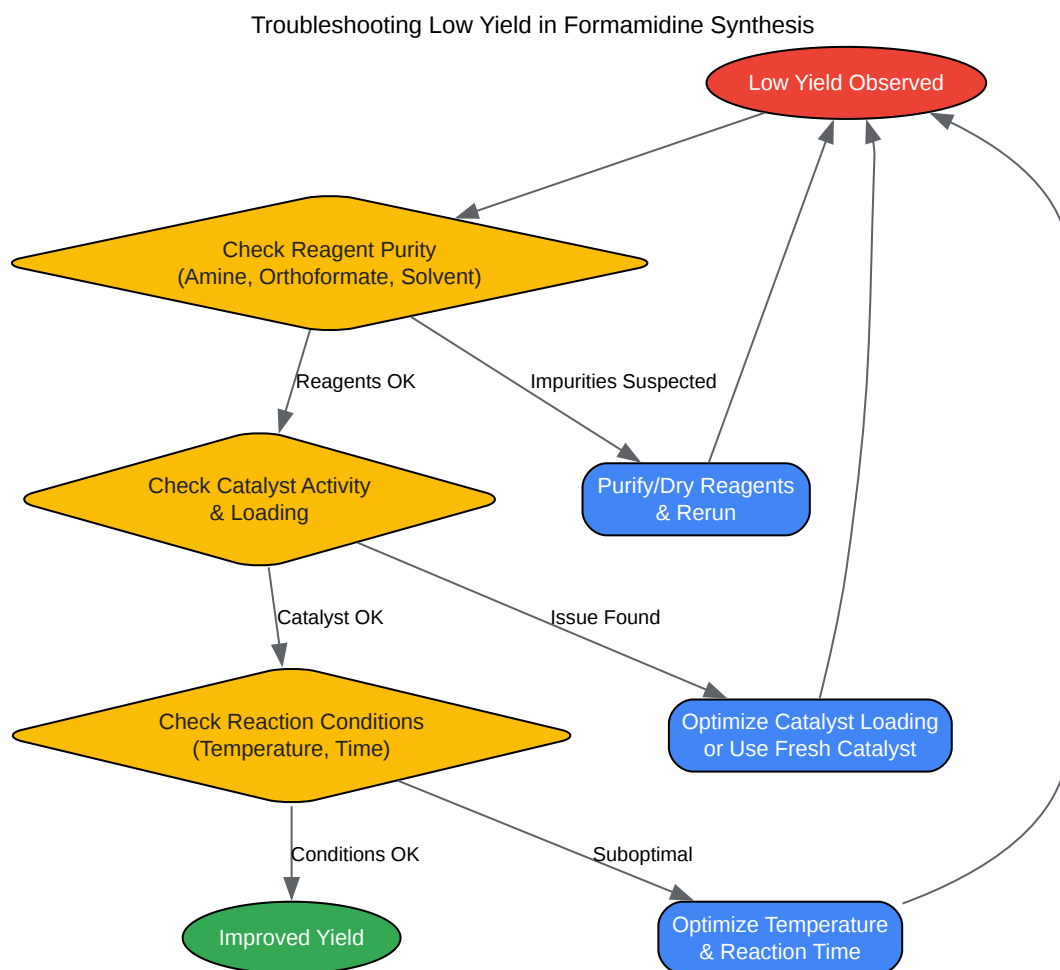 Troubleshooting Low Yield in Formamidine Synthesis
Low Yield Observed
Check Reagent Purity
(Amine, Orthoformate, Solvent)
Reagents OK
Impurities Suspected
Check Catalyst Activity
& Loading
Purify/Dry Reagents
& Rerun
Catalyst OK
Issue Found
Check Reaction Conditions
(Temperature, Time)
Optimize Catalyst Loading
or Use Fresh Catalyst
Conditions OK
Suboptimal
Improved Yield
Optimize Temperature
& Reaction Time